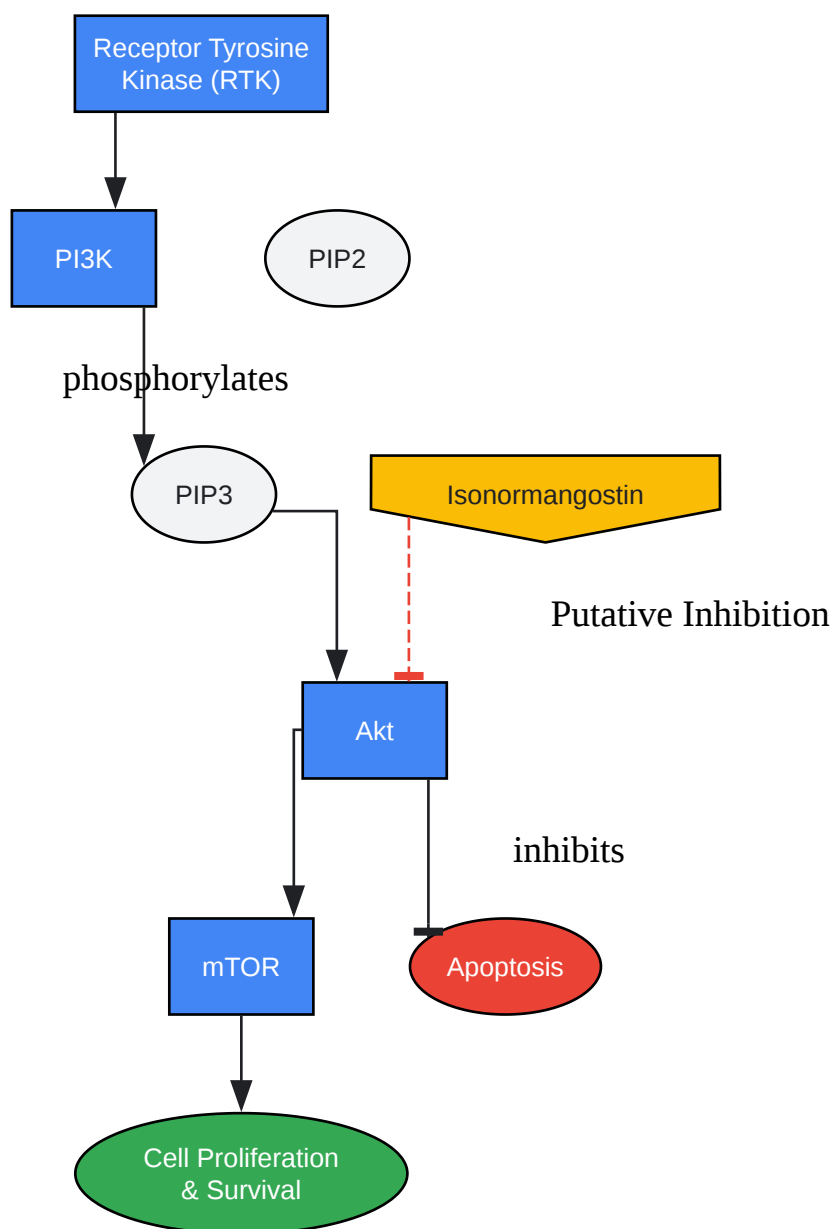 Receptor Tyrosine
Kinase (RTK)
PI3K
PIP2
phosphorylates
PIP3
Isonormangostin
Putative Inhibition
Akt
inhibits
mTOR
Apoptosis
Cell Proliferation
& Survival